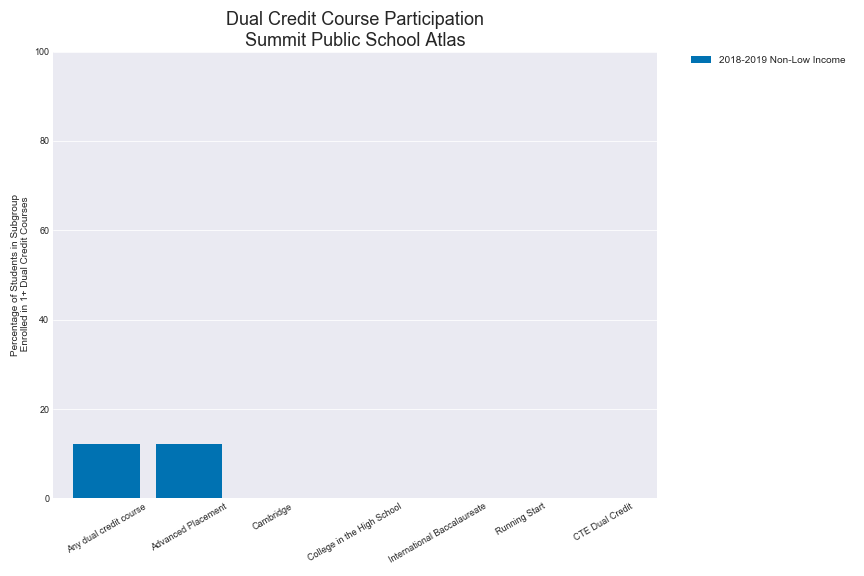 Dual Credit Course Participation
Summit Public School Atlas
2018-2019 Non-Low Income
Percentage of Students in Subgroup
Enrolled in 1+ Dual Credit Courses
100
80
60
40
20
0
Any dual credit course
Advanced Placement
Cambridge
College in the High School
International Baccalaureate
Running Start
CTE Dual Credit